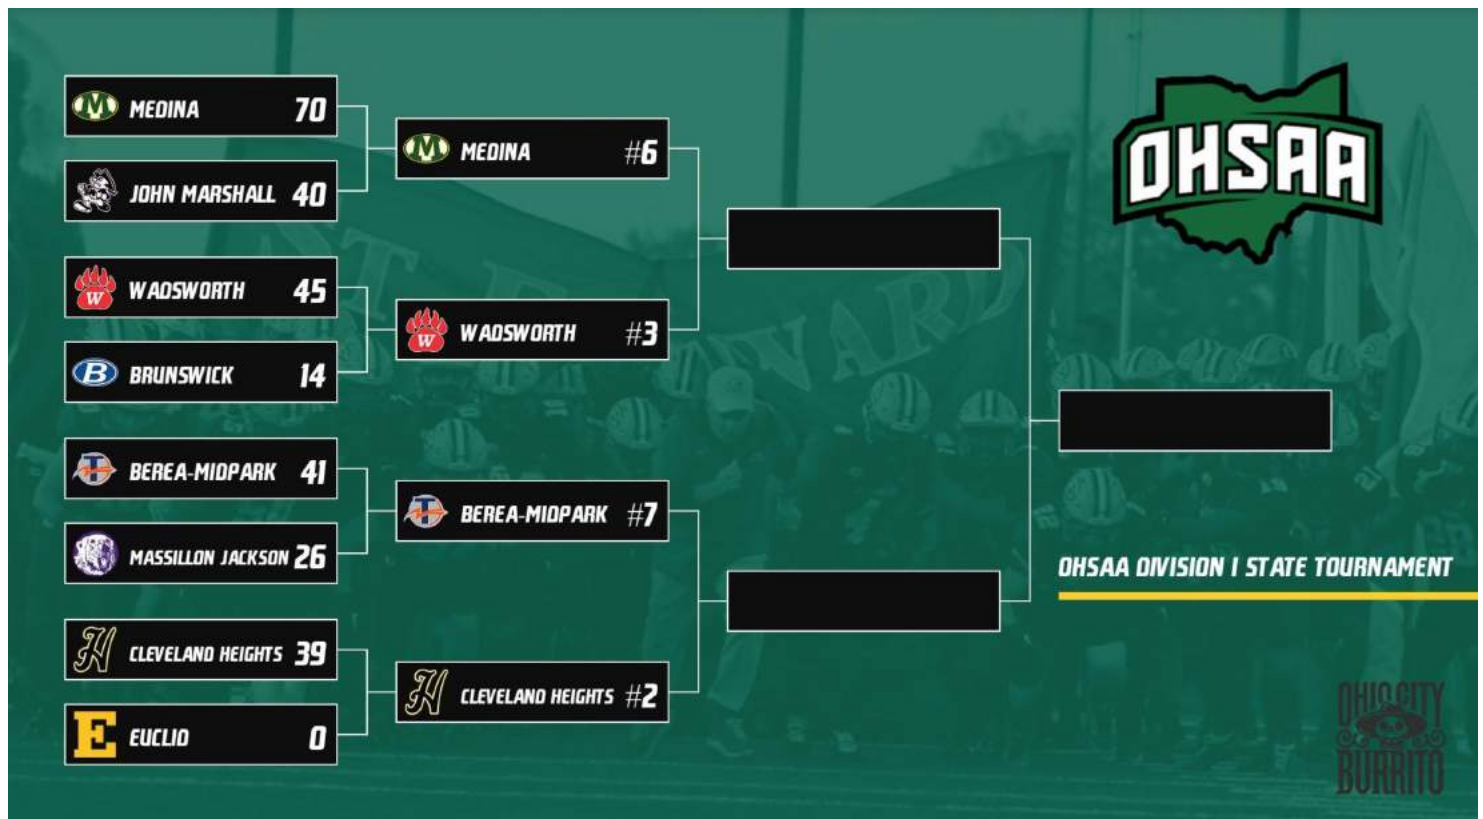 MEDINA 70
JOHN MARSHALL 40
WADSWORTH 45
BRUNSWICK 14
BEREA-MIDPARK 41
MASSILLON JACKSON 26
CLEVELAND HEIGHTS 39
EUCLID 0
MEDINA #6
WADSWORTH #3
BEREA-MIDPARK #7
CLEVELAND HEIGHTS #2
OHSAA
OHSAA DIVISION I STATE TOURNAMENT
OHIO CITY
BURRITO
ST EDWARD
M
W
B
T
H
E
M
W
T
H